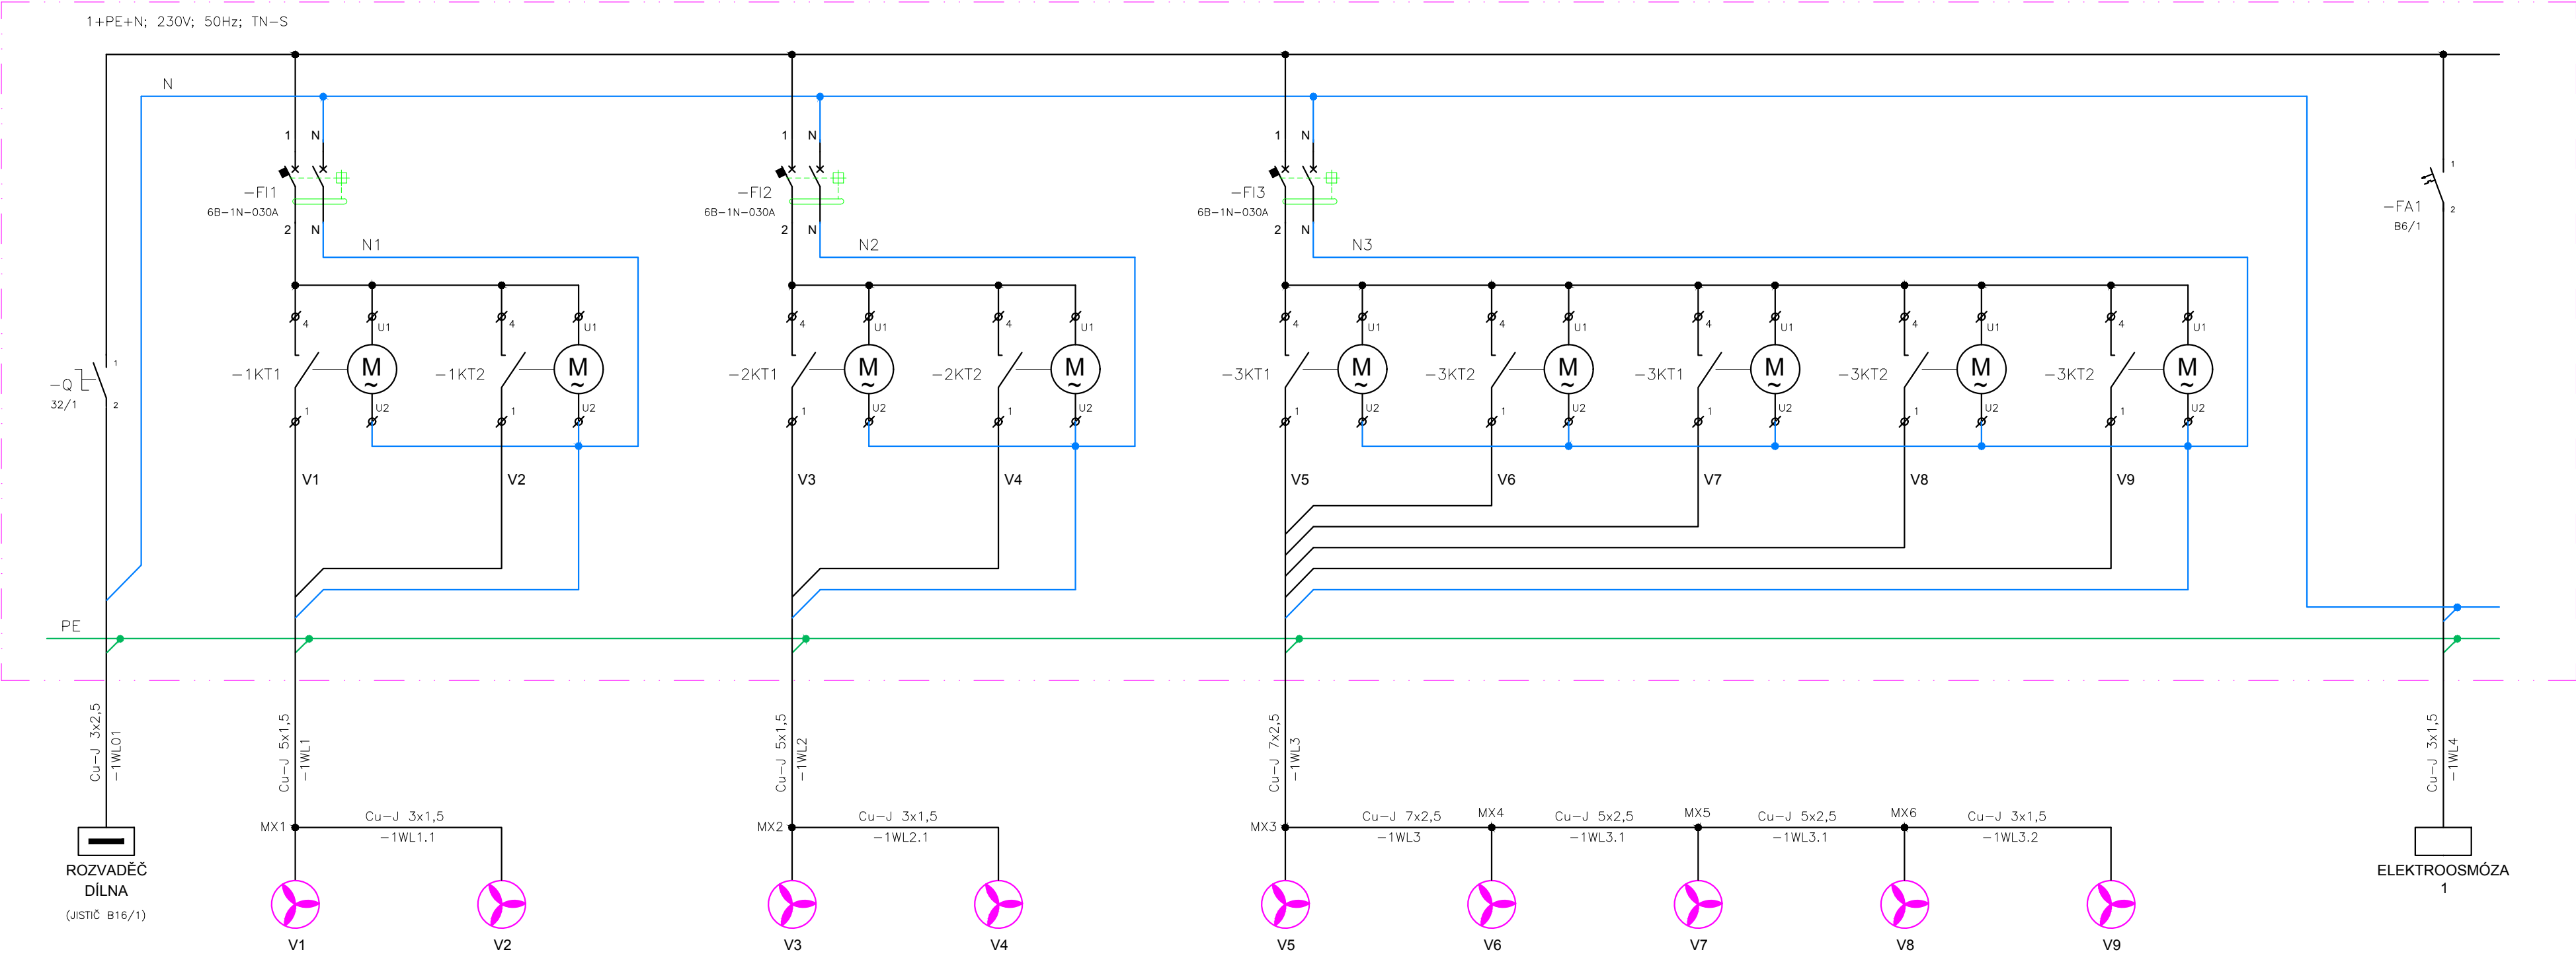 1+PE+N; 230V; 50Hz; TN-S
N
1 N
-FI1
6B-1N-030A
2 N
N1
1 N
-FI2
6B-1N-030A
2 N
N2
1 N
-FI3
6B-1N-030A
2 N
N3
1
-FA1
B6/1
2
1
-Q
32/1
2
4 U1 4 U1
-1KT1 M ~ -1KT2 M ~
1 U2 1 U2
V1 V2
4 U1 4 U1
-2KT1 M ~ -2KT2 M ~
1 U2 1 U2
V3 V4
4 U1 4 U1 4 U1 4 U1 4 U1
-3KT1 M ~ -3KT2 M ~ -3KT1 M ~ -3KT2 M ~ -3KT2 M ~
1 U2 1 U2 1 U2 1 U2 1 U2
V5 V6 V7 V8 V9
PE
Cu-J 3x2,5
-1WL01
Cu-J 5x1,5
-1WL1
Cu-J 5x1,5
-1WL2
Cu-J 7x2,5
-1WL3
Cu-J 3x1,5
-1WL4
MX1
Cu-J 3x1,5
-1WL1.1
MX2
Cu-J 3x1,5
-1WL2.1
MX3
Cu-J 7x2,5
-1WL3
MX4
Cu-J 5x2,5
-1WL3.1
MX5
Cu-J 5x2,5
-1WL3.1
MX6
Cu-J 3x1,5
-1WL3.2
ROZVADĚČ
DÍLNA
(JISTIČ B16/1)
ELEKTROOSMÓZA
1
V1 V2 V3 V4 V5 V6 V7 V8 V9